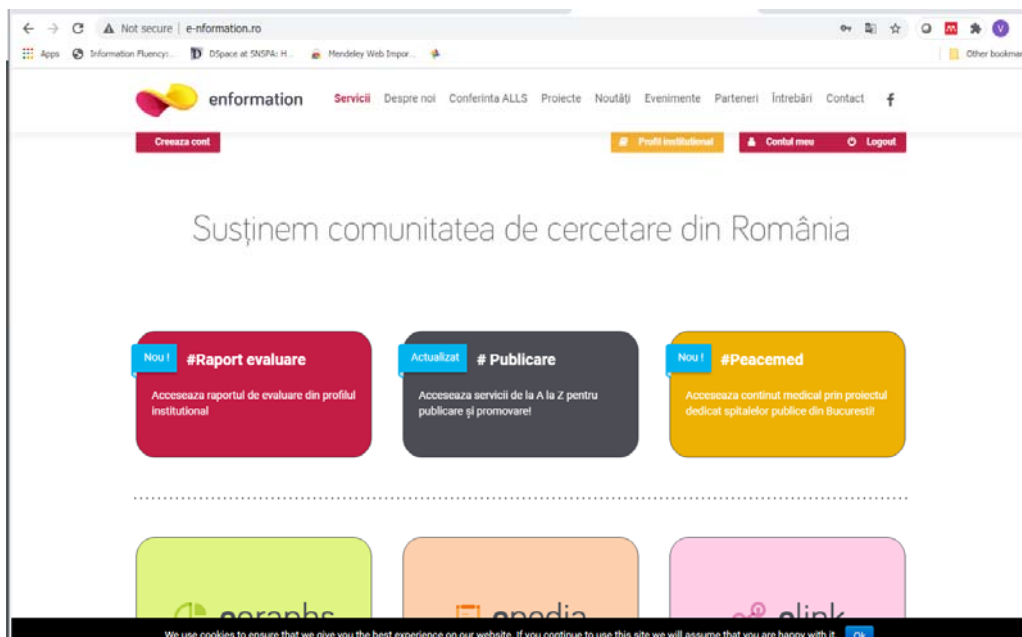 Not secure | e-nformation.ro
V
Apps Information Fluency:... DSpace at SNSPA: H... Mendeley Web Impor... Other bookmar
enformation Servicii Despre noi Conferinta ALLS Proiecte Noutăți Evenimente Parteneri Întrebări Contact f
Creeaza cont Profil institutional Contul meu Logout
Susținem comunitatea de cercetare din România
Nou ! #Raport evaluare
Acceseaza raportul de evaluare din profilul
institutional
Actualizat # Publicare
Acceseaza servicii de la A la Z pentru
publicare și promovare!
Nou ! #Peacemed
Acceseaza continut medical prin proiectul
dedicat spitalelor publice din Bucuresti!
egraphs epedia elink
We use cookies to ensure that we give you the best experience on our website. If you continue to use this site we will assume that you are happy with it. Ok